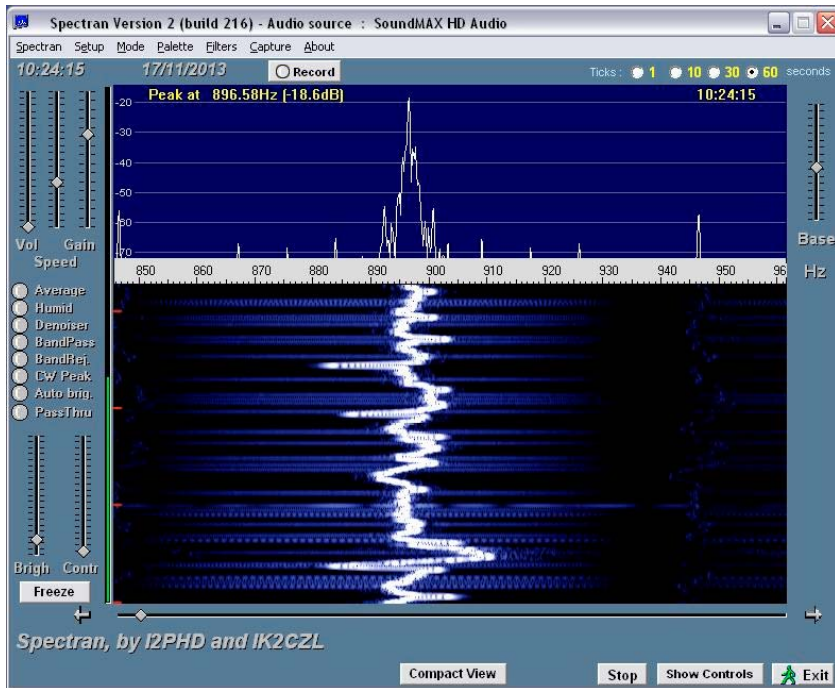 Spectran Version 2 (build 216) - Audio source : SoundMAX HD Audio
Spectran Setup Mode Palette Filters Capture About
10:24:15 17/11/2013 Record Ticks: 1 10 30 60 seconds
Peak at 896.58Hz (-18.6dB) 10:24:15
-20
-30
-40
-50
-60
-70
Vol Gain
Speed
Base
850 860 870 880 890 900 910 920 930 940 950 96 Hz
Average
Humid
Denoiser
BandPass
BandRej.
CW Peak
Auto brig.
PassThru
Brigh Contr
Freeze
Spectran, by I2PHD and IK2CZL
Compact View Stop Show Controls Exit